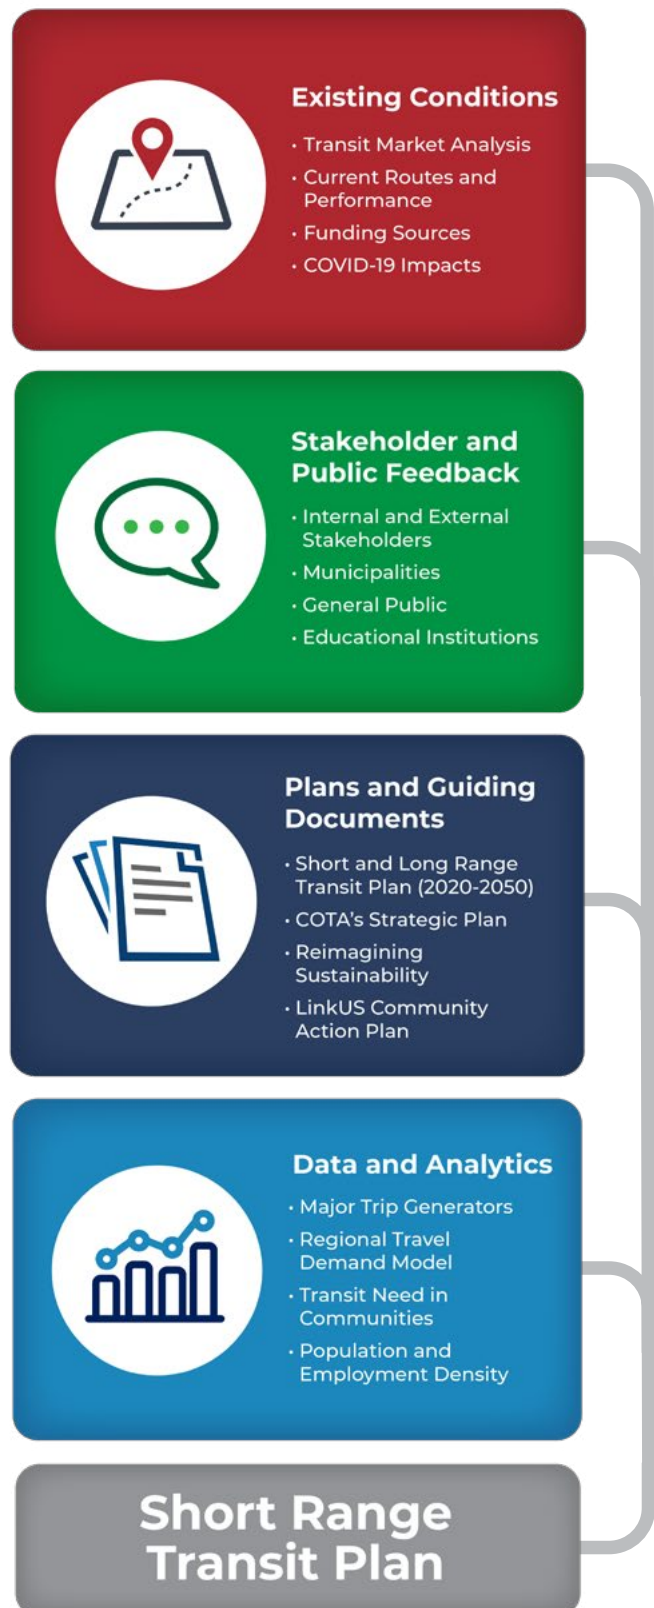 Existing Conditions
· Transit Market Analysis
· Current Routes and
Performance
· Funding Sources
· COVID-19 Impacts
Stakeholder and
Public Feedback
· Internal and External
Stakeholders
· Municipalities
· General Public
· Educational Institutions
Plans and Guiding
Documents
· Short and Long Range
Transit Plan (2020-2050)
· COTA's Strategic Plan
· Reimagining
Sustainability
· LinkUS Community
Action Plan
Data and Analytics
· Major Trip Generators
· Regional Travel
Demand Model
· Transit Need in
Communities
· Population and
Employment Density
Short Range
Transit Plan